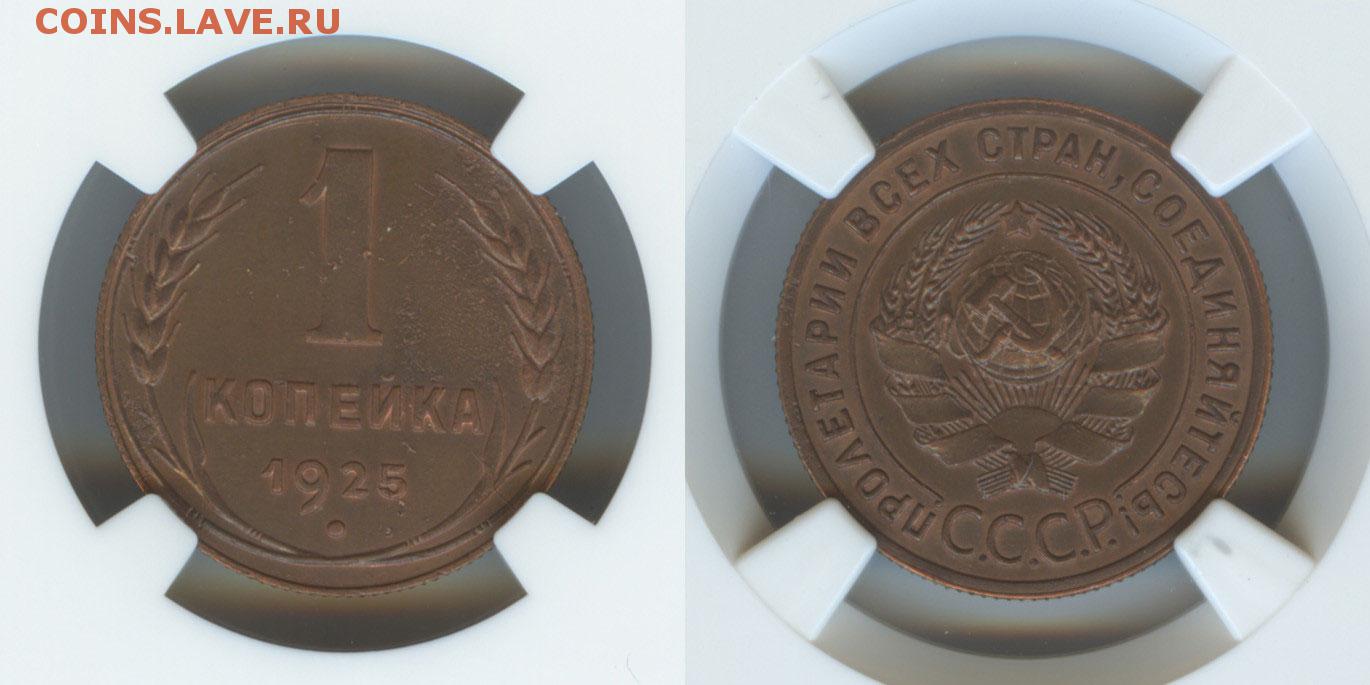 COINS.LAVE.RU
1
КОПЕЙКА
1925
ПРОЛЕТАРИИ ВСЕХ СТРАН, СОЕДИНЯЙТЕСЬ!
С.С.С.Р.